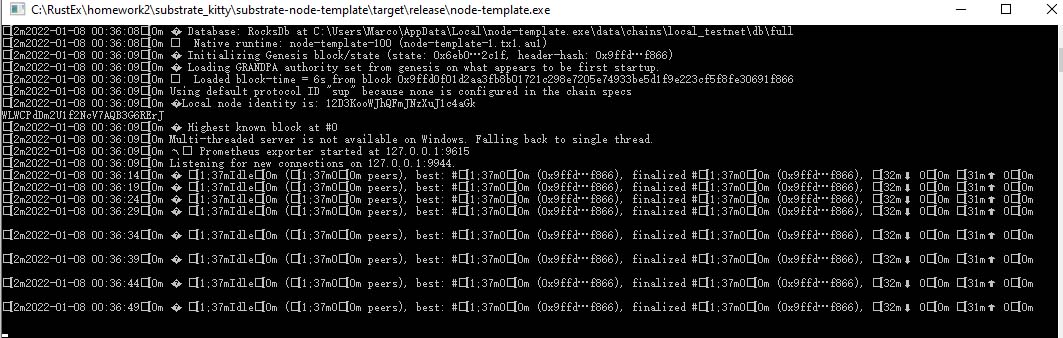 C:\RustEx\homework2\substrate_kitty\substrate-node-template\target\release\node-template.exe
□[2m2022-01-08 00:36:08□[0m � Database: RocksDb at C:\Users\Marco\AppData\Local\node-template.exe\data\chains\local_testnet\db\full
□[2m2022-01-08 00:36:08□[0m □  Native runtime: node-template-100 (node-template-1.tx1.au1)
□[2m2022-01-08 00:36:09□[0m � Initializing Genesis block/state (state: 0x6eb0…2c1f, header-hash: 0x9ffd…f866)
□[2m2022-01-08 00:36:09□[0m � Loading GRANDPA authority set from genesis on what appears to be first startup.
□[2m2022-01-08 00:36:09□[0m □  Loaded block-time = 6s from block 0x9ffd0f01d2aa3fb8b01721c298e7205e74933be5d1f9e223cf5f8fe30691f866
□[2m2022-01-08 00:36:09□[0m Using default protocol ID "sup" because none is configured in the chain specs
□[2m2022-01-08 00:36:09□[0m �Local node identity is: 12D3KooWJhQFmJNzXuJ1c4aGk
WLWCPdDm2U1f2NcV7AQB3G6RErJ
□[2m2022-01-08 00:36:09□[0m � Highest known block at #0
□[2m2022-01-08 00:36:09□[0m Multi-threaded server is not available on Windows. Falling back to single thread.
□[2m2022-01-08 00:36:09□[0m 〽□ Prometheus exporter started at 127.0.0.1:9615
□[2m2022-01-08 00:36:09□[0m Listening for new connections on 127.0.0.1:9944.
□[2m2022-01-08 00:36:14□[0m � □[1;37mIdle□[0m (□[1;37m0□[0m peers), best: #□[1;37m0□[0m (0x9ffd…f866), finalized #□[1;37m0□[0m (0x9ffd…f866), □[32m⬇ 0□[0m □[31m⬆ 0□[0m
□[2m2022-01-08 00:36:19□[0m � □[1;37mIdle□[0m (□[1;37m0□[0m peers), best: #□[1;37m0□[0m (0x9ffd…f866), finalized #□[1;37m0□[0m (0x9ffd…f866), □[32m⬇ 0□[0m □[31m⬆ 0□[0m
□[2m2022-01-08 00:36:24□[0m � □[1;37mIdle□[0m (□[1;37m0□[0m peers), best: #□[1;37m0□[0m (0x9ffd…f866), finalized #□[1;37m0□[0m (0x9ffd…f866), □[32m⬇ 0□[0m □[31m⬆ 0□[0m
□[2m2022-01-08 00:36:29□[0m � □[1;37mIdle□[0m (□[1;37m0□[0m peers), best: #□[1;37m0□[0m (0x9ffd…f866), finalized #□[1;37m0□[0m (0x9ffd…f866), □[32m⬇ 0□[0m □[31m⬆ 0□[0m
□[2m2022-01-08 00:36:34□[0m � □[1;37mIdle□[0m (□[1;37m0□[0m peers), best: #□[1;37m0□[0m (0x9ffd…f866), finalized #□[1;37m0□[0m (0x9ffd…f866), □[32m⬇ 0□[0m □[31m⬆ 0□[0m
□[2m2022-01-08 00:36:39□[0m � □[1;37mIdle□[0m (□[1;37m0□[0m peers), best: #□[1;37m0□[0m (0x9ffd…f866), finalized #□[1;37m0□[0m (0x9ffd…f866), □[32m⬇ 0□[0m □[31m⬆ 0□[0m
□[2m2022-01-08 00:36:44□[0m � □[1;37mIdle□[0m (□[1;37m0□[0m peers), best: #□[1;37m0□[0m (0x9ffd…f866), finalized #□[1;37m0□[0m (0x9ffd…f866), □[32m⬇ 0□[0m □[31m⬆ 0□[0m
□[2m2022-01-08 00:36:49□[0m � □[1;37mIdle□[0m (□[1;37m0□[0m peers), best: #□[1;37m0□[0m (0x9ffd…f866), finalized #□[1;37m0□[0m (0x9ffd…f866), □[32m⬇ 0□[0m □[31m⬆ 0□[0m